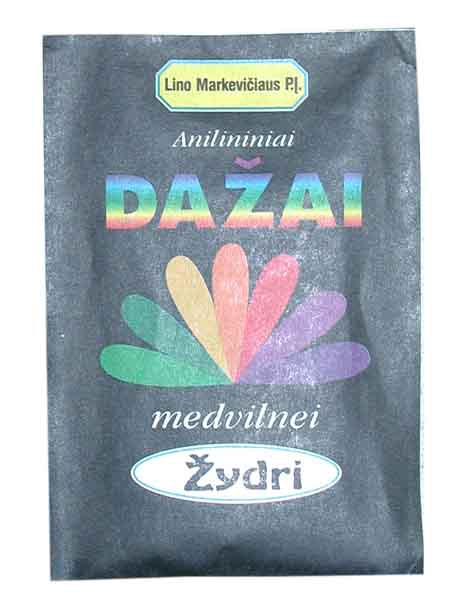 Lino Markevičiaus P.Į.
Anilininiai
DAŽAI
medvilnei
Žydri